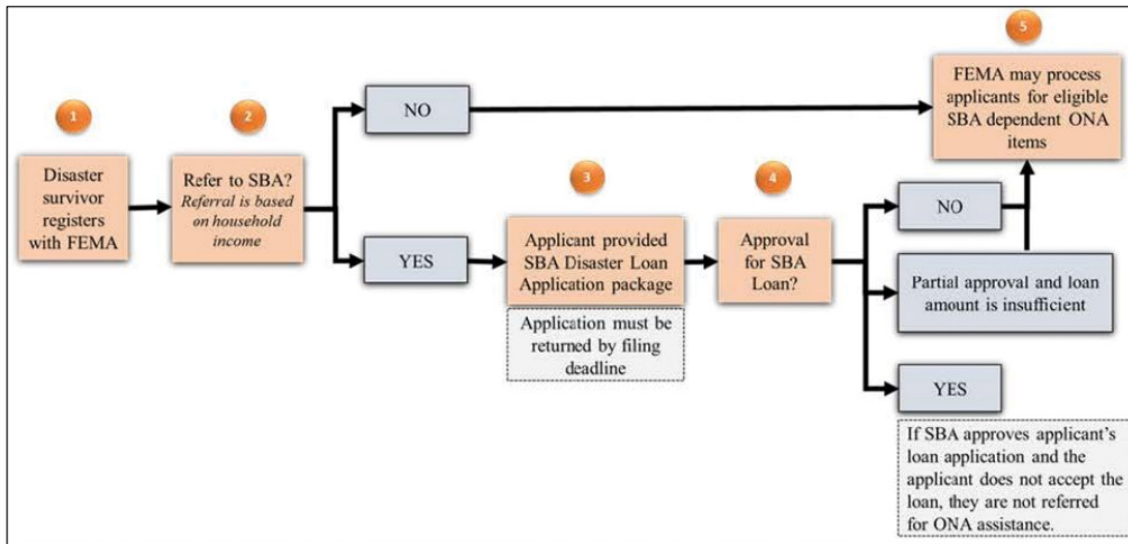 1
Disaster
survivor
registers
with FEMA
2
Refer to SBA?
Referral is based
on household
income
NO
YES
3
Applicant provided
SBA Disaster Loan
Application package
Application must be
returned by filing
deadline
4
Approval
for SBA
Loan?
NO
Partial approval and loan
amount is insufficient
YES
If SBA approves applicant's
loan application and the
applicant does not accept the
loan, they are not referred
for ONA assistance.
5
FEMA may process
applicants for eligible
SBA dependent ONA
items